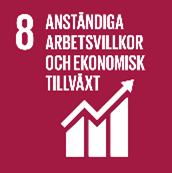 8 ANSTÄNDIGA
ARBETSVILLKOR
OCH EKONOMISK
TILLVÄXT